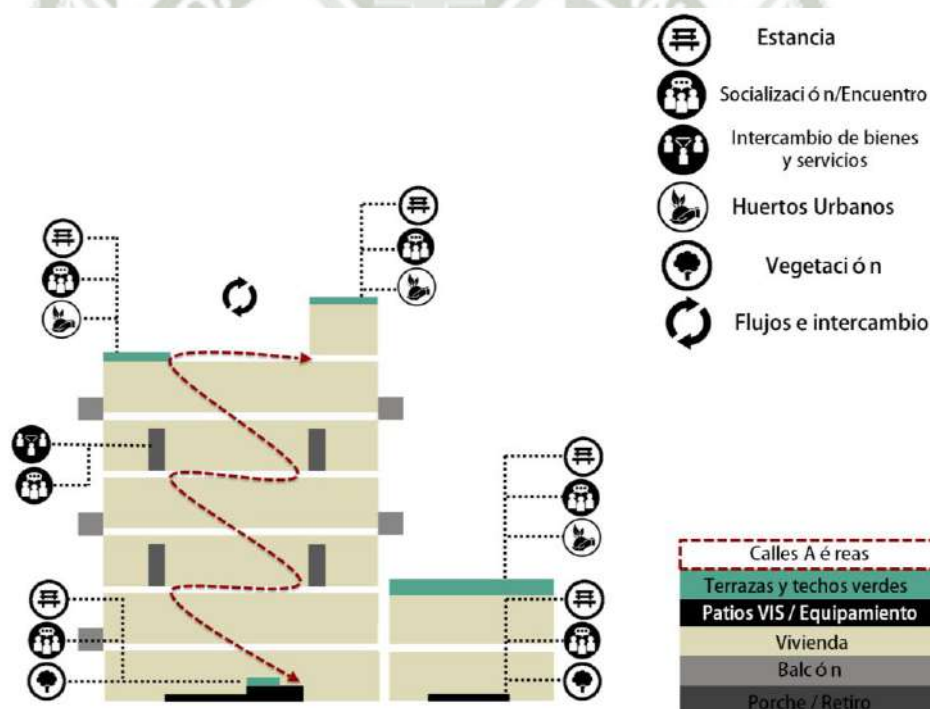 Estancia
Socializaci ó n/Encuentro
Intercambio de bienes
y servicios
Huertos Urbanos
Vegetaci ó n
Flujos e intercambio
Calles A é reas
Terrazas y techos verdes
Patios VIS / Equipamiento
Vivienda
Balc ó n
Porche / Retiro